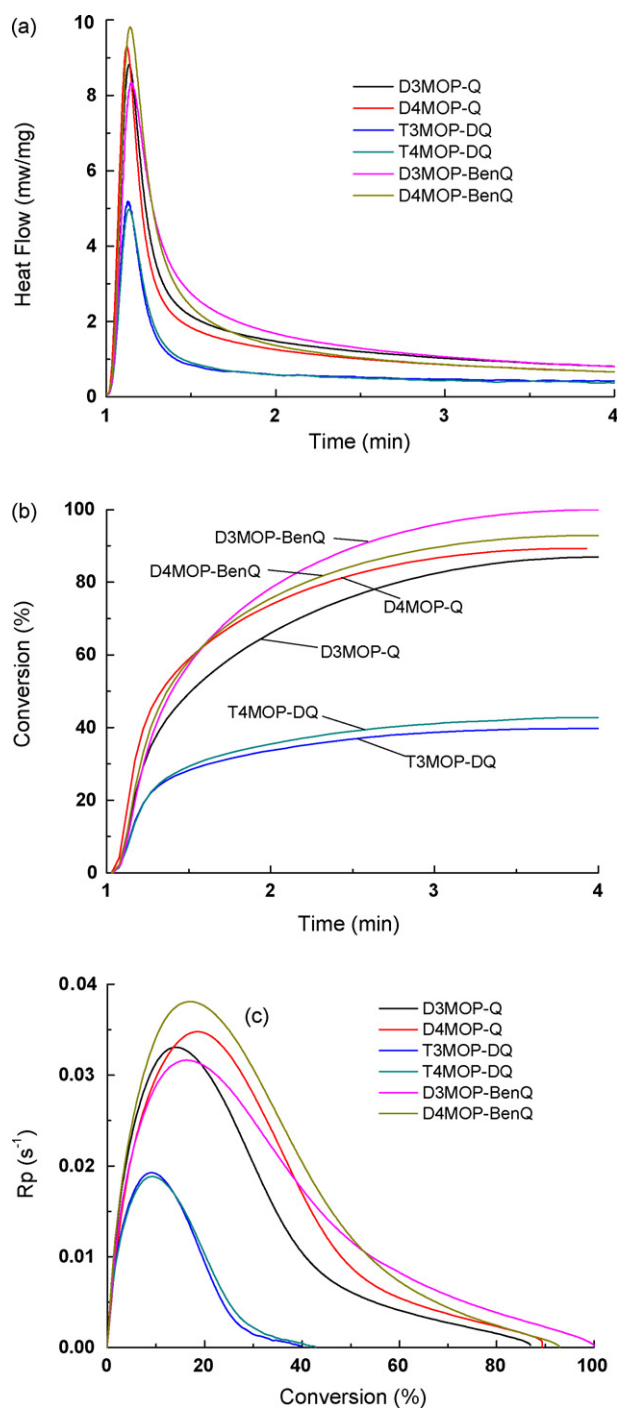 (a)
10
8
6
4
2
0
Heat Flow (mw/mg)
D3MOP-Q
D4MOP-Q
T3MOP-DQ
T4MOP-DQ
D3MOP-BenQ
D4MOP-BenQ
1 2 3 4
Time (min)
(b)
100
80
60
40
20
0
Conversion (%)
D3MOP-BenQ
D4MOP-BenQ
D4MOP-Q
D3MOP-Q
T4MOP-DQ
T3MOP-DQ
1 2 3 4
Time (min)
(c)
0.04
0.03
0.02
0.01
0.00
Rp (s⁻¹)
D3MOP-Q
D4MOP-Q
T3MOP-DQ
T4MOP-DQ
D3MOP-BenQ
D4MOP-BenQ
0 20 40 60 80 100
Conversion (%)